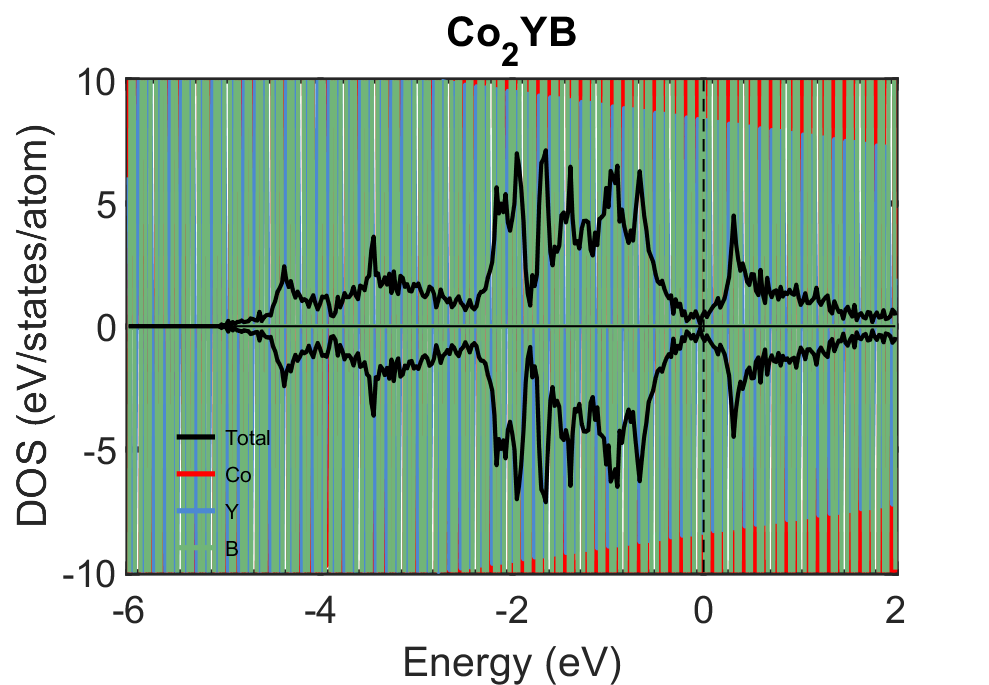 Co₂YB
DOS (eV/states/atom)
10
5
0
-5
-10
Total
Co
Y
B
-6
-4
-2
0
2
Energy (eV)